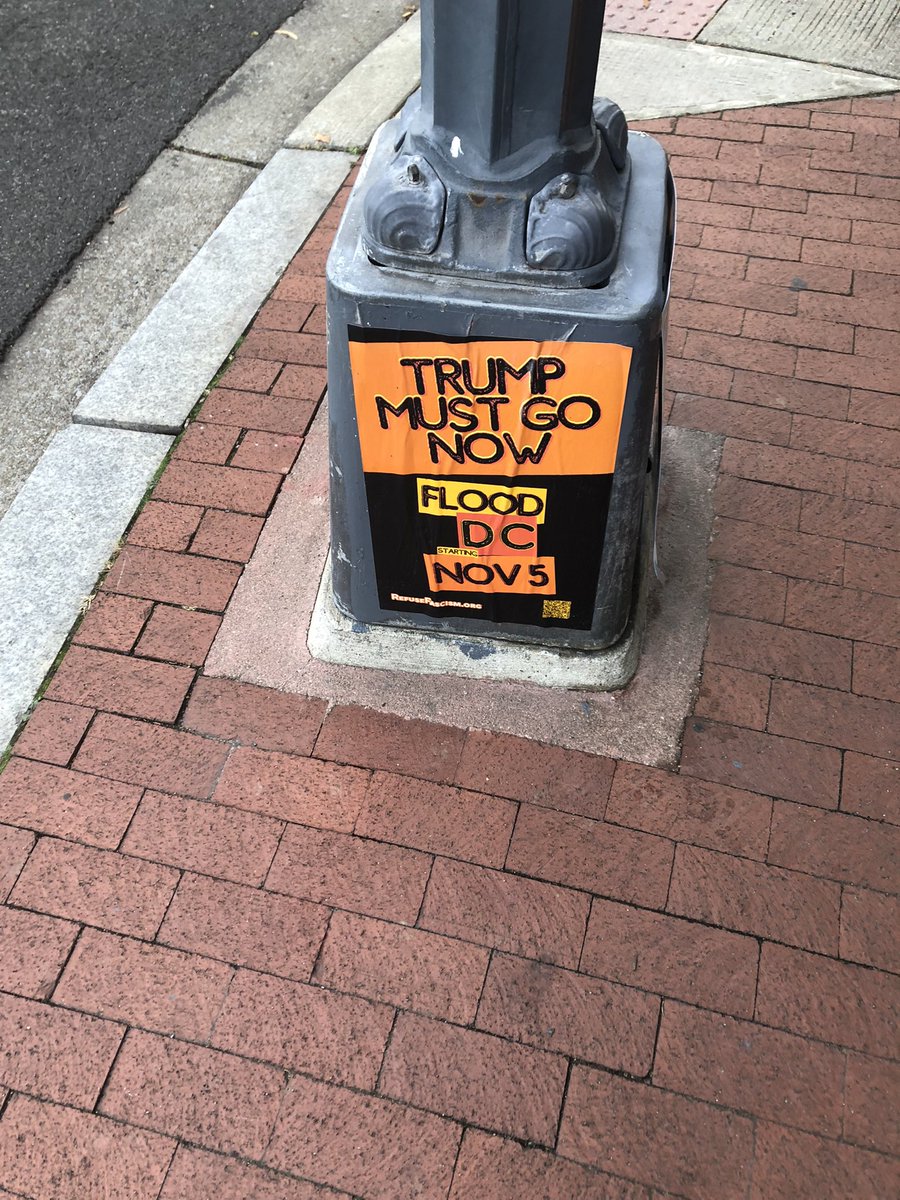 TRUMP
MUST GO
NOW
FLOOD
DC
STARTING
NOV 5
REFUSEFASCISM.ORG